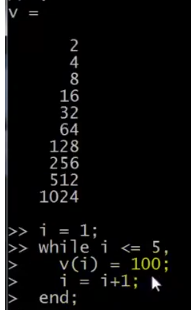 v =
2
4
8
16
32
64
128
256
512
1024
>> i = 1;
>> while i <= 5,
> v(i) = 100;
> i = i+1;
> end;